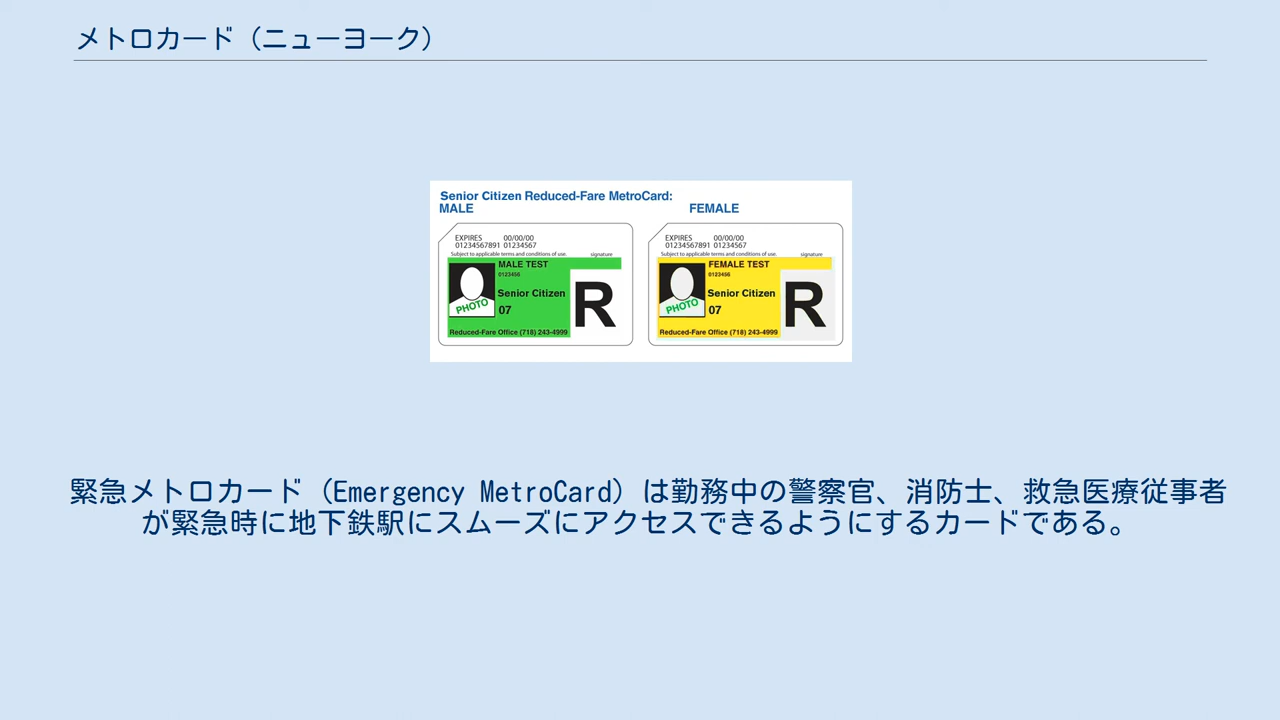 メトロカード（ニューヨーク）
Senior Citizen Reduced-Fare MetroCard:
MALE
FEMALE
EXPIRES 00/00/00
01234567891 01234567
Subject to applicable terms and conditions of use. signature
MALE TEST
0123456
Senior Citizen
PHOTO
07
R
Reduced-Fare Office (718) 243-4999
EXPIRES 00/00/00
01234567891 01234567
Subject to applicable terms and conditions of use. signature
FEMALE TEST
0123456
Senior Citizen
PHOTO
07
R
Reduced-Fare Office (718) 243-4999
緊急メトロカード（Emergency MetroCard）は勤務中の警察官、消防士、救急医療従事者
が緊急時に地下鉄駅にスムーズにアクセスできるようにするカードである。